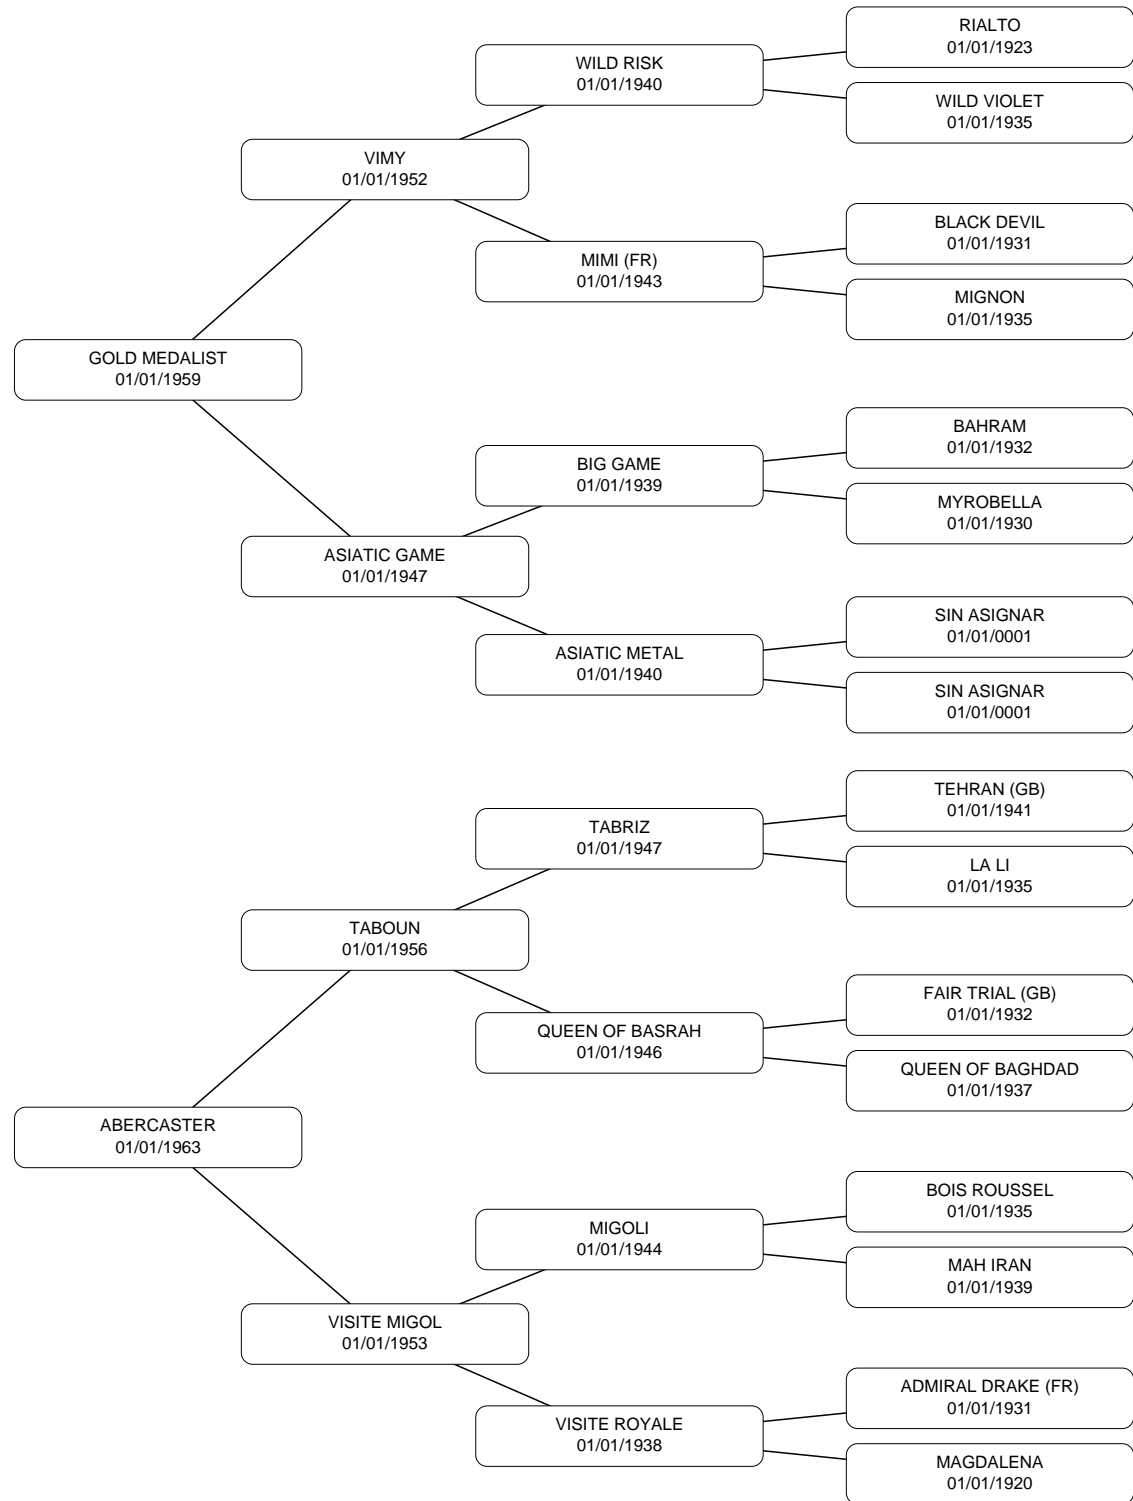 RIALTO
01/01/1923
WILD RISK
01/01/1940
WILD VIOLET
01/01/1935
VIMY
01/01/1952
BLACK DEVIL
01/01/1931
MIMI (FR)
01/01/1943
MIGNON
01/01/1935
GOLD MEDALIST
01/01/1959
BAHRAM
01/01/1932
BIG GAME
01/01/1939
MYROBELLA
01/01/1930
ASIATIC GAME
01/01/1947
SIN ASIGNAR
01/01/0001
ASIATIC METAL
01/01/1940
SIN ASIGNAR
01/01/0001
TEHRAN (GB)
01/01/1941
TABRIZ
01/01/1947
LA LI
01/01/1935
TABOUN
01/01/1956
FAIR TRIAL (GB)
01/01/1932
QUEEN OF BASRAH
01/01/1946
QUEEN OF BAGHDAD
01/01/1937
ABERCASTER
01/01/1963
BOIS ROUSSEL
01/01/1935
MIGOLI
01/01/1944
MAH IRAN
01/01/1939
VISITE MIGOL
01/01/1953
ADMIRAL DRAKE (FR)
01/01/1931
VISITE ROYALE
01/01/1938
MAGDALENA
01/01/1920